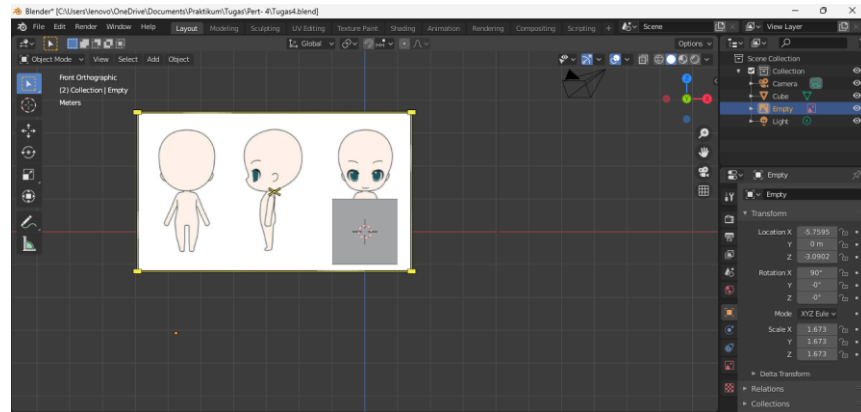 Blender* [C:\Users\lenovo\OneDrive\Documents\Praktikum\Tugas\Pert- 4\Tugas4.blend]
File Edit Render Window Help Layout Modeling Sculpting UV Editing Texture Paint Shading Animation Rendering Compositing Scripting + Scene View Layer
Global Options
Object Mode View Select Add Object
Front Orthographic
(2) Collection | Empty
Meters
Scene Collection
Collection
Camera
Cube
Empty
Light
Empty
Empty
Transform
Location X -5.7595
Y 0 m
Z -3.0902
Rotation X 90°
Y -0°
Z -0°
Mode XYZ Eule
Scale X 1.673
Y 1.673
Z 1.673
Delta Transform
Relations
Collections